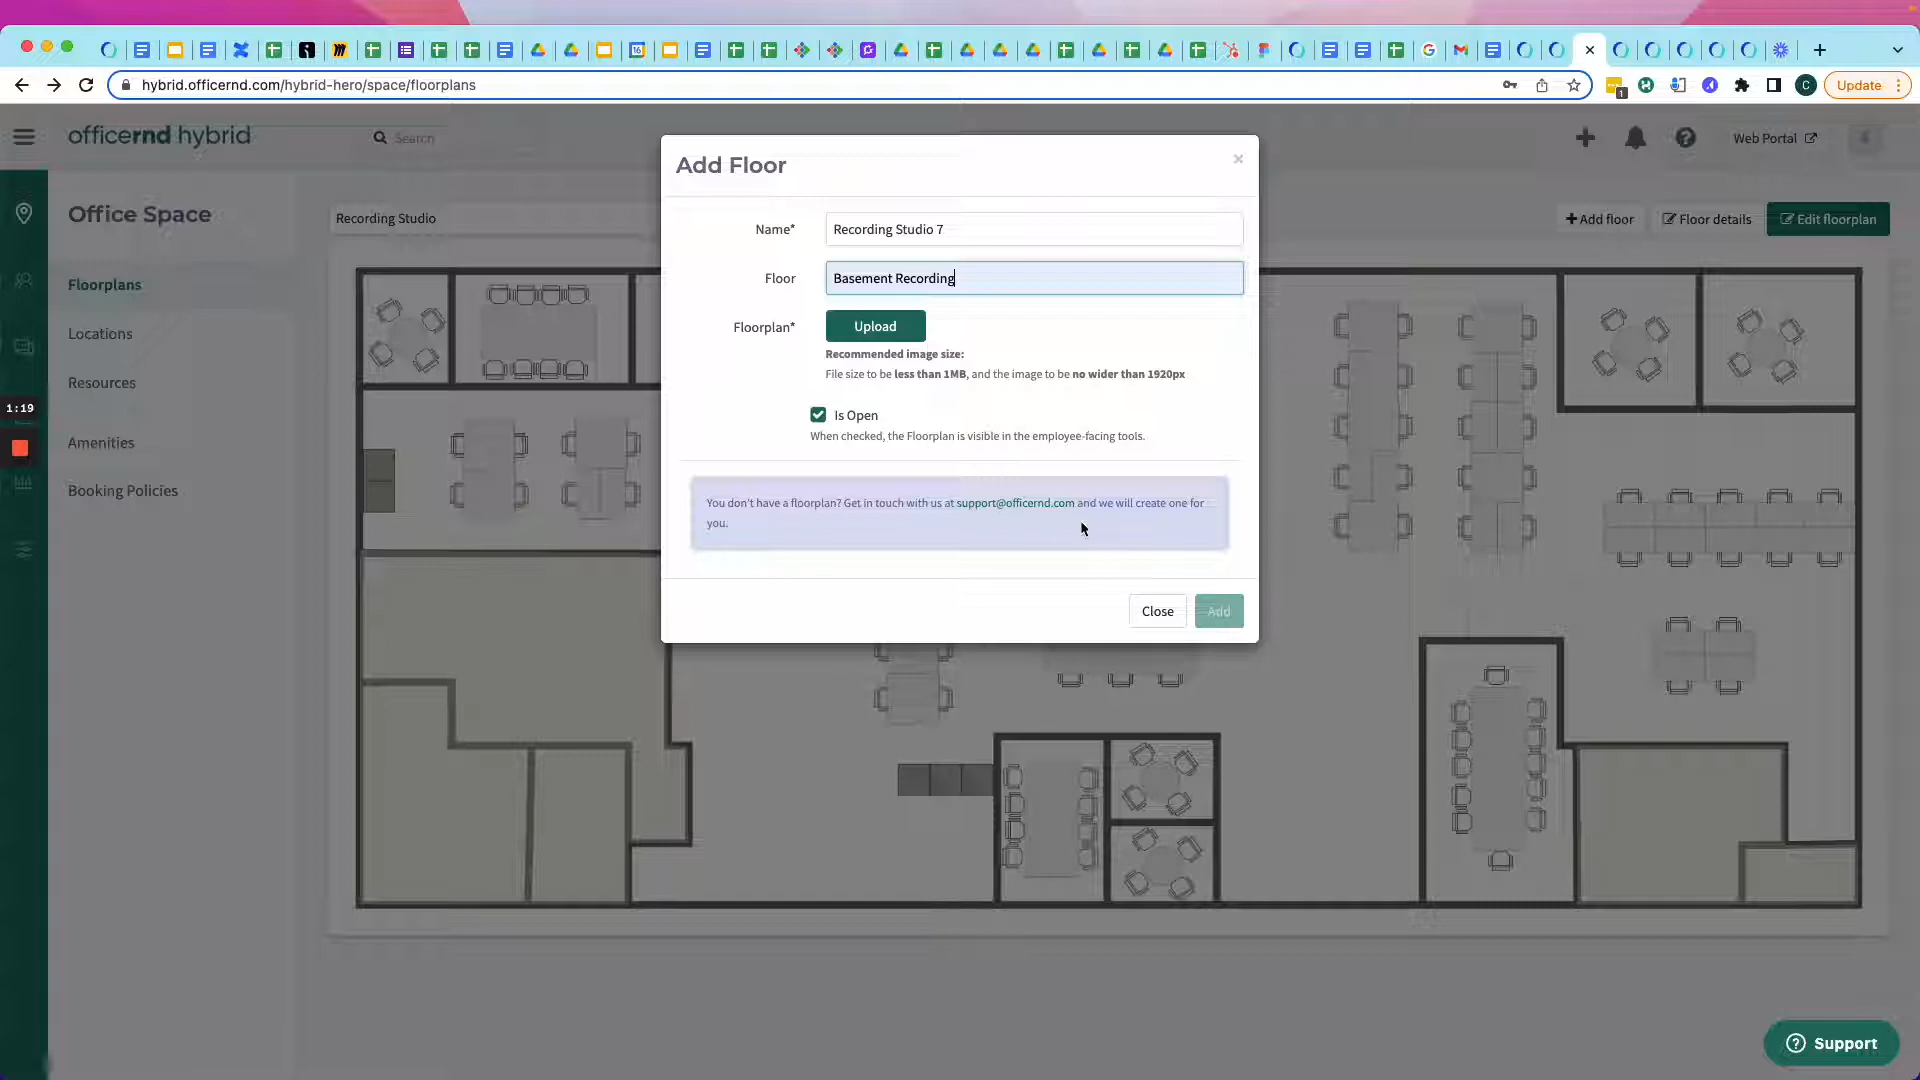 hybrid.officernd.com/hybrid-hero/space/floorplans
1
C
Update
officernd hybrid
Search
Web Portal
Office Space
Floorplans
Locations
Resources
Amenities
Booking Policies
1:19
Recording Studio
Add floor
Floor details
Edit floorplan
Add Floor
×
Name*
Recording Studio 7
Floor
Basement Recording
Floorplan*
Upload
Recommended image size:
File size to be less than 1MB, and the image to be no wider than 1920px
Is Open
When checked, the Floorplan is visible in the employee-facing tools.
You don't have a floorplan? Get in touch with us at support@officernd.com and we will create one for
you.
Close
Add
Support